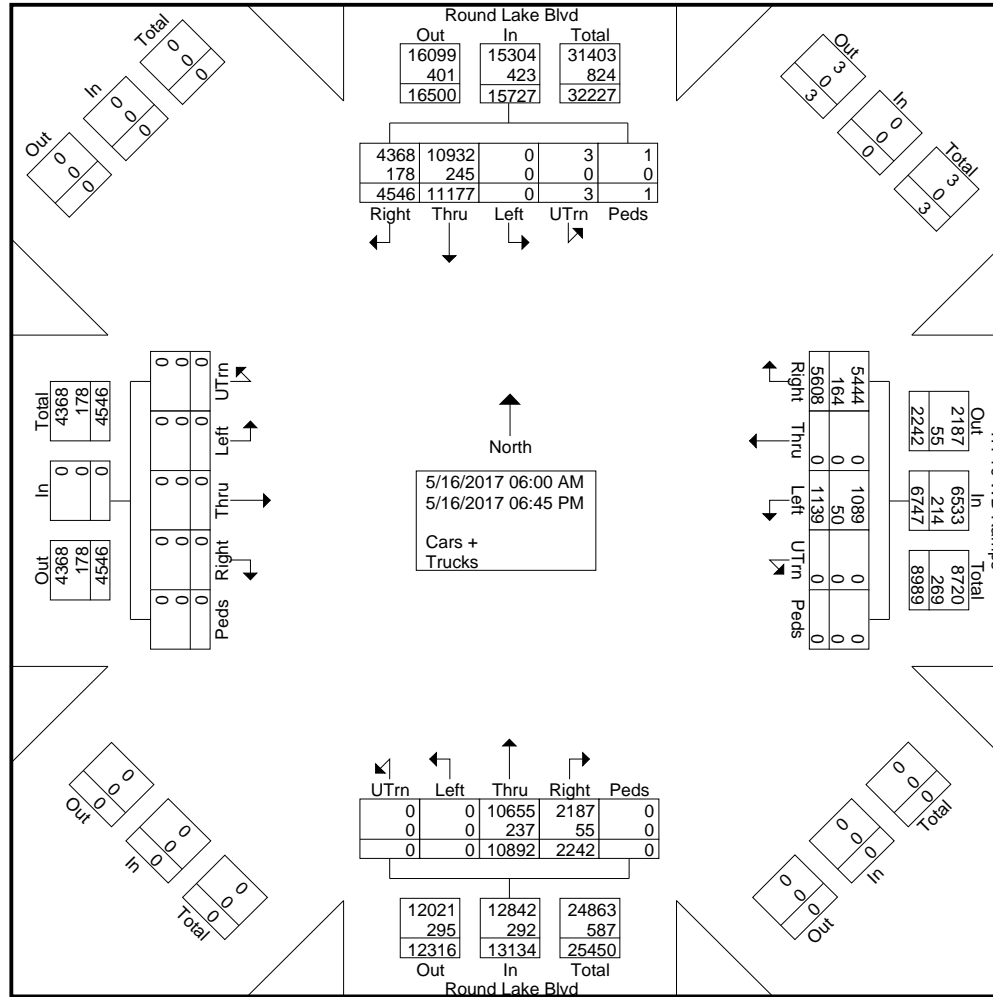 Round Lake Blvd
Out In Total
16099 15304 31403
401 423 824
16500 15727 32227
4368 10932 0 3 1
178 245 0 0 0
4546 11177 0 3 1
Right Thru Left UTrn Peds
Total
0
0
0
In
0
0
0
Out
0
0
0
Out
3
0
3
In
0
0
0
Total
3
0
3
Total
4368
178
4546
In
0
0
0
Out
4368
178
4546
UTrn
0 0 0
Left
0 0 0
Thru
0 0 0
Right
0 0 0
Peds
0 0 0
North
5/16/2017 06:00 AM
5/16/2017 06:45 PM
Cars +
Trucks
Right
5444
164
5608
Thru
0
0
0
Left
1089
50
1139
UTrn
0
0
0
Peds
0
0
0
Out
2187
55
2242
In
6533
214
6747
Total
8720
269
8989
UTrn Left Thru Right Peds
0 0 10655 2187 0
0 0 237 55 0
0 0 10892 2242 0
12021 12842 24863
295 292 587
12316 13134 25450
Out In Total
Round Lake Blvd
Out
0
0
0
In
0
0
0
Total
0
0
0
Total
0
0
0
In
0
0
0
Out
0
0
0